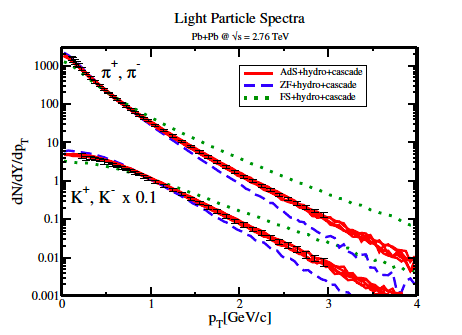 Light Particle Spectra
Pb+Pb @ √s = 2.76 TeV
AdS+hydro+cascade
ZF+hydro+cascade
FS+hydro+cascade
π⁺, π⁻
K⁺, K⁻ x 0.1
dN/dY/dp_T
1000
100
10
1
0.1
0.01
0.001
0 1 2 3 4
p_T[GeV/c]